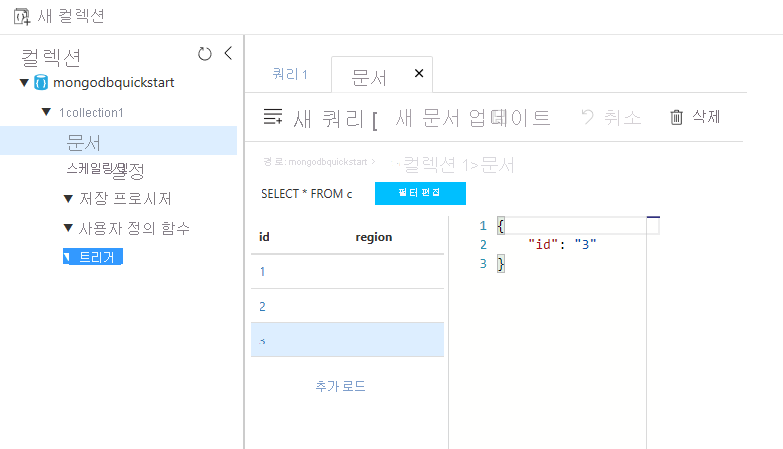 새 컬렉션
컬렉션
mongodbquickstart
1collection1
문서
스케일링 및 설정
저장 프로시저
사용자 정의 함수
트리거
쿼리 1
문서 ×
새 쿼리 [ 새 문서 업데이트 취소 삭제
경로: mongodbquickstart > 컬렉션 1>문서
SELECT * FROM c 필터 편집
id region
1
2
3
추가 로드
1 {
2 "id": "3"
3 }